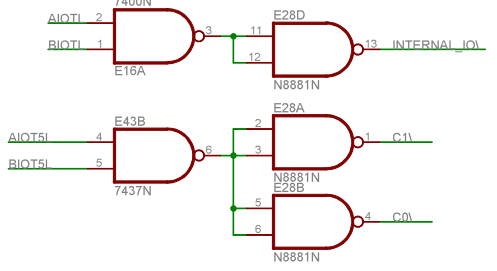 7400N
AIOTL 2
BIOTL 1
3
E16A
E28D
11
12
13 INTERNAL_IO\
N8881N
E43B
AIOT5L 4
BIOT5L 5
6
7437N
E28A
2
3
1 C1\
N8881N
E28B
5
6
4 C0\
N8881N